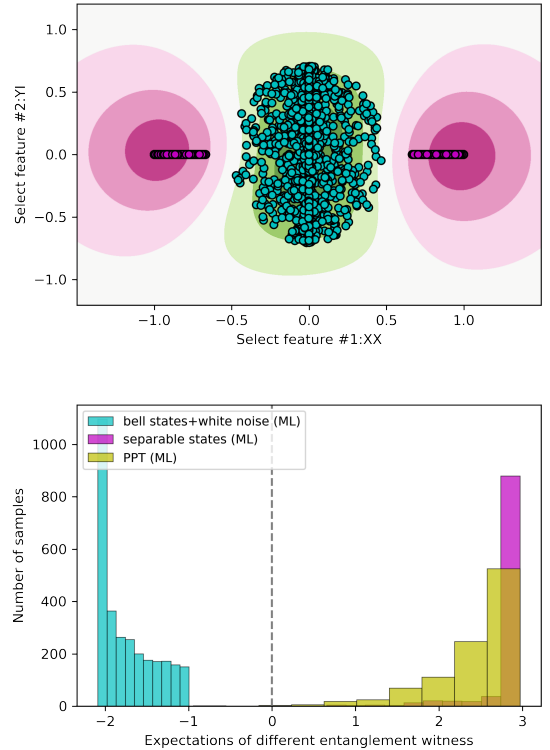 1.0
0.5
0.0
−0.5
−1.0
Select feature #2:YI
−1.0 −0.5 0.0 0.5 1.0
Select feature #1:XX
bell states+white noise (ML)
separable states (ML)
PPT (ML)
1000
800
600
400
200
0
Number of samples
−2 −1 0 1 2 3
Expectations of different entanglement witness